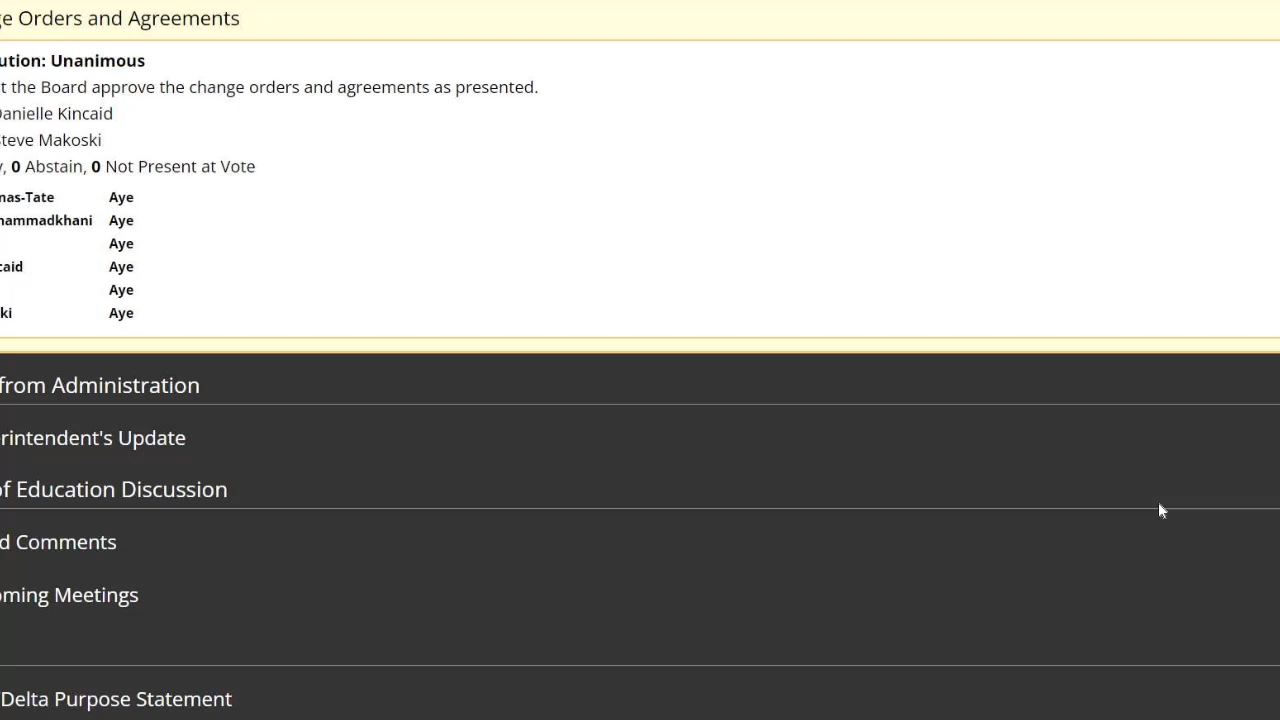 ge Orders and Agreements
ution: Unanimous
t the Board approve the change orders and agreements as presented.
Danielle Kincaid
Steve Makoski
y, 0 Abstain, 0 Not Present at Vote
nas-Tate Aye
hammadkhani Aye
Aye
caid Aye
Aye
ki Aye
from Administration
rintendent's Update
of Education Discussion
d Comments
oming Meetings
/Delta Purpose Statement